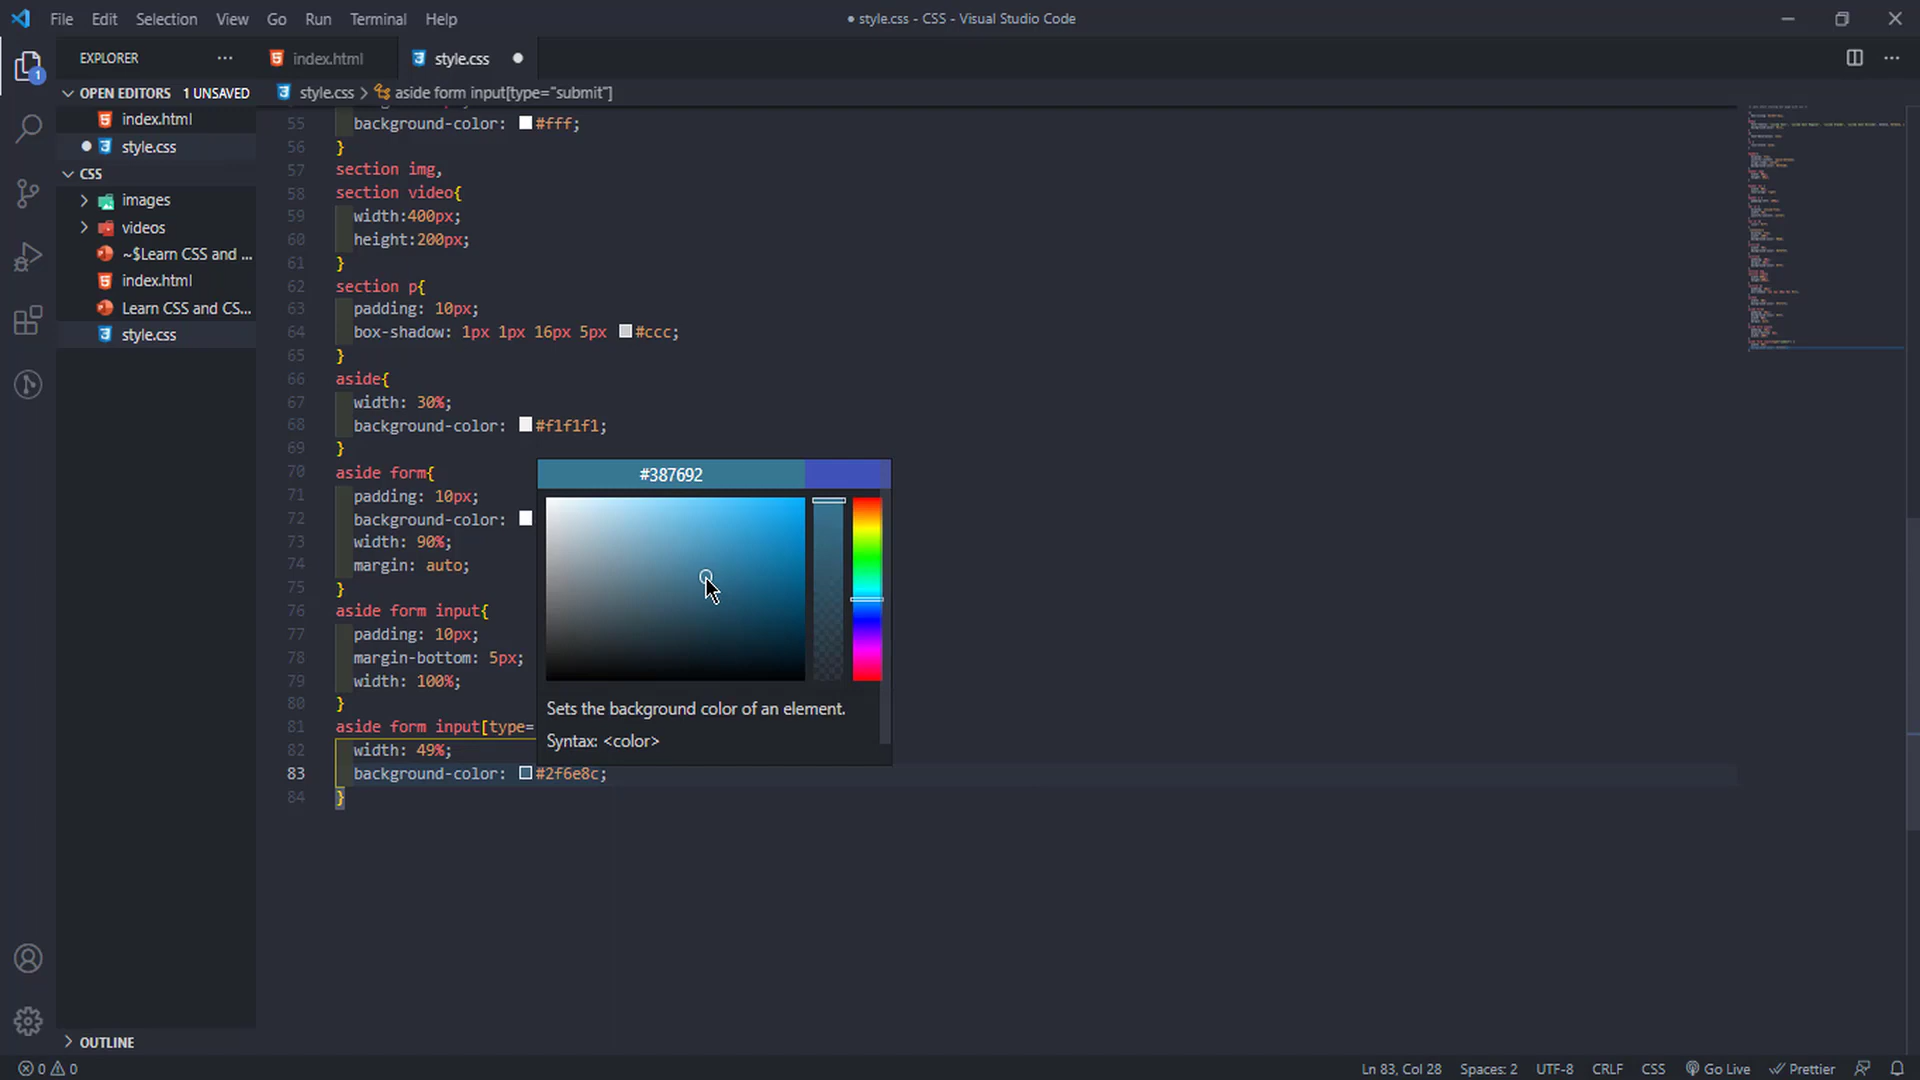 File Edit Selection View Go Run Terminal Help
● style.css - CSS - Visual Studio Code
EXPLORER
index.html
style.css
OPEN EDITORS 1 UNSAVED
index.html
style.css
CSS
images
videos
~$Learn CSS and ...
index.html
Learn CSS and CS...
style.css
OUTLINE
1
style.css > aside form input[type="submit"]
55 background-color: #fff;
56 }
57 section img,
58 section video{
59 width:400px;
60 height:200px;
61 }
62 section p{
63 padding: 10px;
64 box-shadow: 1px 1px 16px 5px #ccc;
65 }
66 aside{
67 width: 30%;
68 background-color: #f1f1f1;
69 }
70 aside form{
71 padding: 10px;
72 background-color:
73 width: 90%;
74 margin: auto;
75 }
76 aside form input{
77 padding: 10px;
78 margin-bottom: 5px;
79 width: 100%;
80 }
81 aside form input[type=
82 width: 49%;
83 background-color: #2f6e8c;
84 }
#387692
Sets the background color of an element.
Syntax: <color>
0 0
Ln 83, Col 28 Spaces: 2 UTF-8 CRLF CSS Go Live Prettier